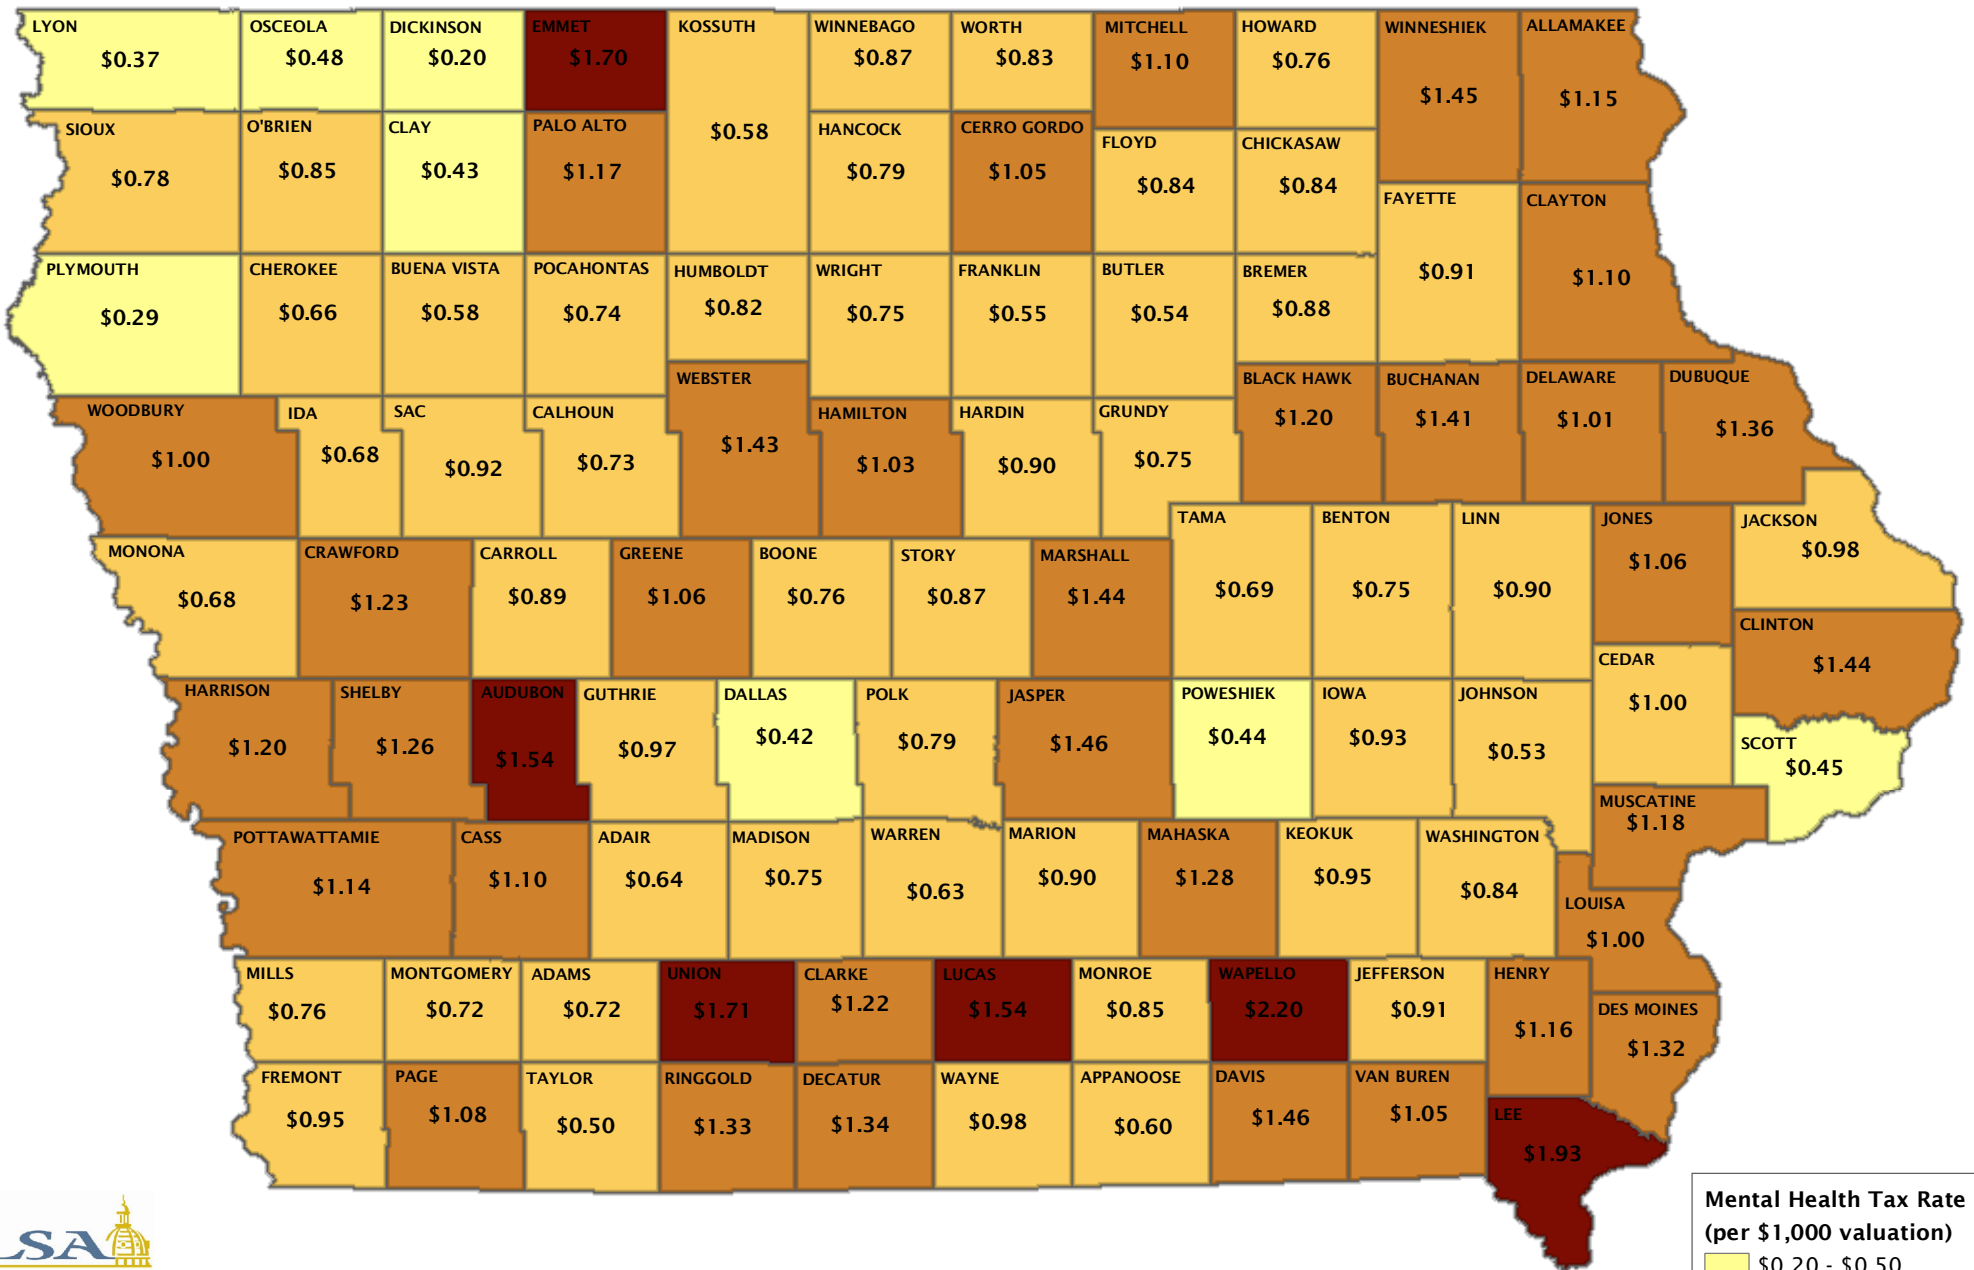 LYON
$0.37
OSCEOLA
$0.48
DICKINSON
$0.20
EMMET
$1.70
KOSSUTH
$0.58
WINNEBAGO
$0.87
WORTH
$0.83
MITCHELL
$1.10
HOWARD
$0.76
WINNESHIEK
$1.45
ALLAMAKEE
$1.15
SIOUX
$0.78
O'BRIEN
$0.85
CLAY
$0.43
PALO ALTO
$1.17
HANCOCK
$0.79
CERRO GORDO
$1.05
FLOYD
$0.84
CHICKASAW
$0.84
FAYETTE
$0.91
CLAYTON
$1.10
PLYMOUTH
$0.29
CHEROKEE
$0.66
BUENA VISTA
$0.58
POCAHONTAS
$0.74
HUMBOLDT
$0.82
WRIGHT
$0.75
FRANKLIN
$0.55
BUTLER
$0.54
BREMER
$0.88
WOODBURY
$1.00
IDA
$0.68
SAC
$0.92
CALHOUN
$0.73
WEBSTER
$1.43
HAMILTON
$1.03
HARDIN
$0.90
GRUNDY
$0.75
BLACK HAWK
$1.20
BUCHANAN
$1.41
DELAWARE
$1.01
DUBUQUE
$1.36
MONONA
$0.68
CRAWFORD
$1.23
CARROLL
$0.89
GREENE
$1.06
BOONE
$0.76
STORY
$0.87
MARSHALL
$1.44
TAMA
$0.69
BENTON
$0.75
LINN
$0.90
JONES
$1.06
JACKSON
$0.98
CLINTON
$1.44
HARRISON
$1.20
SHELBY
$1.26
AUDUBON
$1.54
GUTHRIE
$0.97
DALLAS
$0.42
POLK
$0.79
JASPER
$1.46
POWESHIEK
$0.44
IOWA
$0.93
JOHNSON
$0.53
CEDAR
$1.00
SCOTT
$0.45
MUSCATINE
$1.18
POTTAWATTAMIE
$1.14
CASS
$1.10
ADAIR
$0.64
MADISON
$0.75
WARREN
$0.63
MARION
$0.90
MAHASKA
$1.28
KEOKUK
$0.95
WASHINGTON
$0.84
LOUISA
$1.00
MILLS
$0.76
MONTGOMERY
$0.72
ADAMS
$0.72
UNION
$1.71
CLARKE
$1.22
LUCAS
$1.54
MONROE
$0.85
WAPELLO
$2.20
JEFFERSON
$0.91
HENRY
$1.16
DES MOINES
$1.32
FREMONT
$0.95
PAGE
$1.08
TAYLOR
$0.50
RINGGOLD
$1.33
DECATUR
$1.34
WAYNE
$0.98
APPANOOSE
$0.60
DAVIS
$1.46
VAN BUREN
$1.05
LEE
$1.93
SA
Mental Health Tax Rate
(per $1,000 valuation)
$0.20 - $0.50